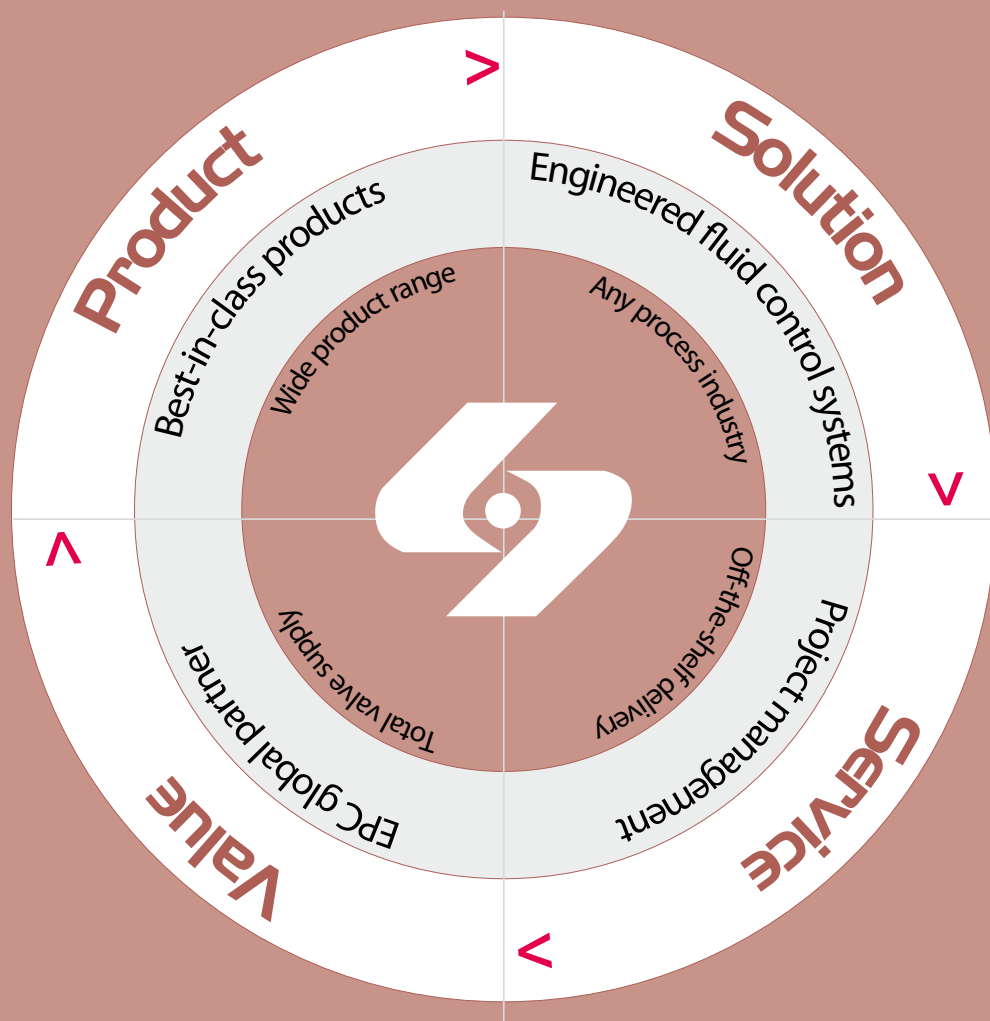 Product
Best-in-class products
Wide product range
>
Solution
Engineered fluid control systems
Any process industry
>
Service
Project management
Off-the-shelf delivery
>
Value
EPC global partner
Total valve supply
>